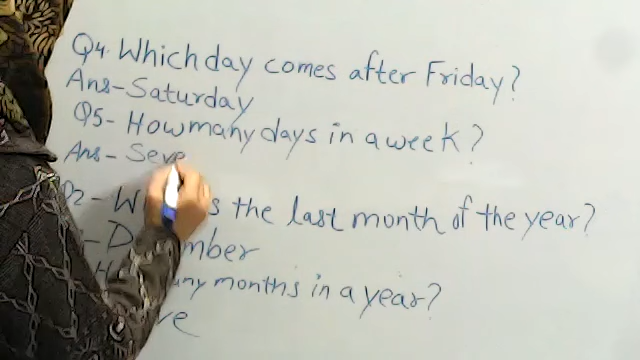 Q4. Which day comes after Friday?
Ans-Saturday
Q5- How many days in a week?
Ans- Seve
Q2- W s the last month of the year?
- D mber
H any months in a year?
ve